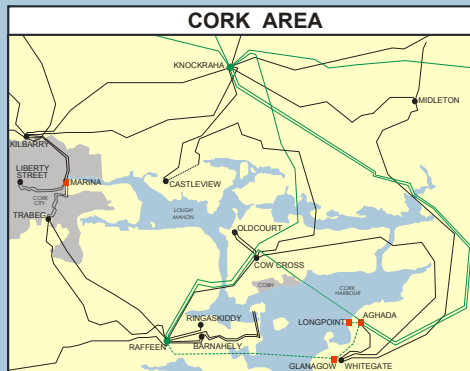 CORK AREA
KNOCKRAHA
MIDLETON
KILBARRY
LIBERTY
STREET
MARINA
CASTLEVIEW
CORK
CITY
TRABEG
LOUGH
MAHON
OLDCOURT
COW CROSS
COBH
CORK
HARBOUR
RINGASKIDDY
LONGPOINT
AGHADA
RAFFEEN
BARNAHELY
GLANAGOW
WHITEGATE